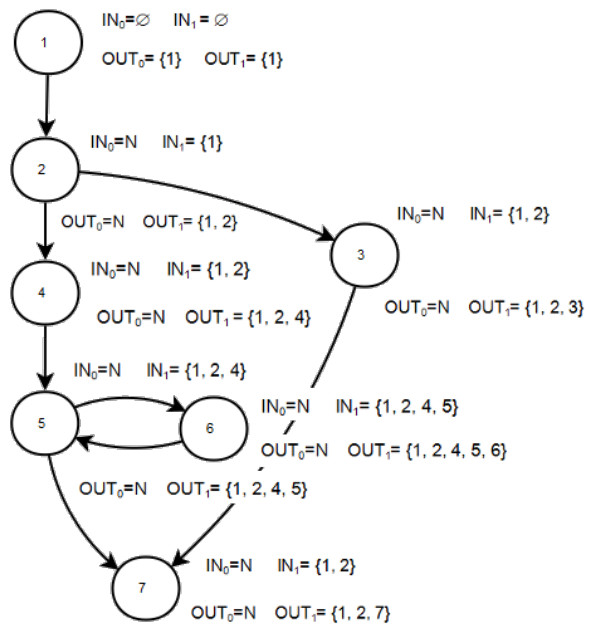 IN₀=∅ IN₁ = ∅
1
OUT₀= {1} OUT₁= {1}
IN₀=N IN₁= {1}
2
IN₀=N IN₁= {1, 2}
OUT₀=N OUT₁= {1, 2}
3
IN₀=N IN₁= {1, 2}
4
OUT₀=N OUT₁= {1, 2, 3}
OUT₀=N OUT₁ = {1, 2, 4}
IN₀=N IN₁= {1, 2, 4}
IN₀=N IN₁= {1, 2, 4, 5}
5
6
OUT₀=N OUT₁= {1, 2, 4, 5, 6}
OUT₀=N OUT₁= {1, 2, 4, 5}
IN₀=N IN₁= {1, 2}
7
OUT₀=N OUT₁= {1, 2, 7}